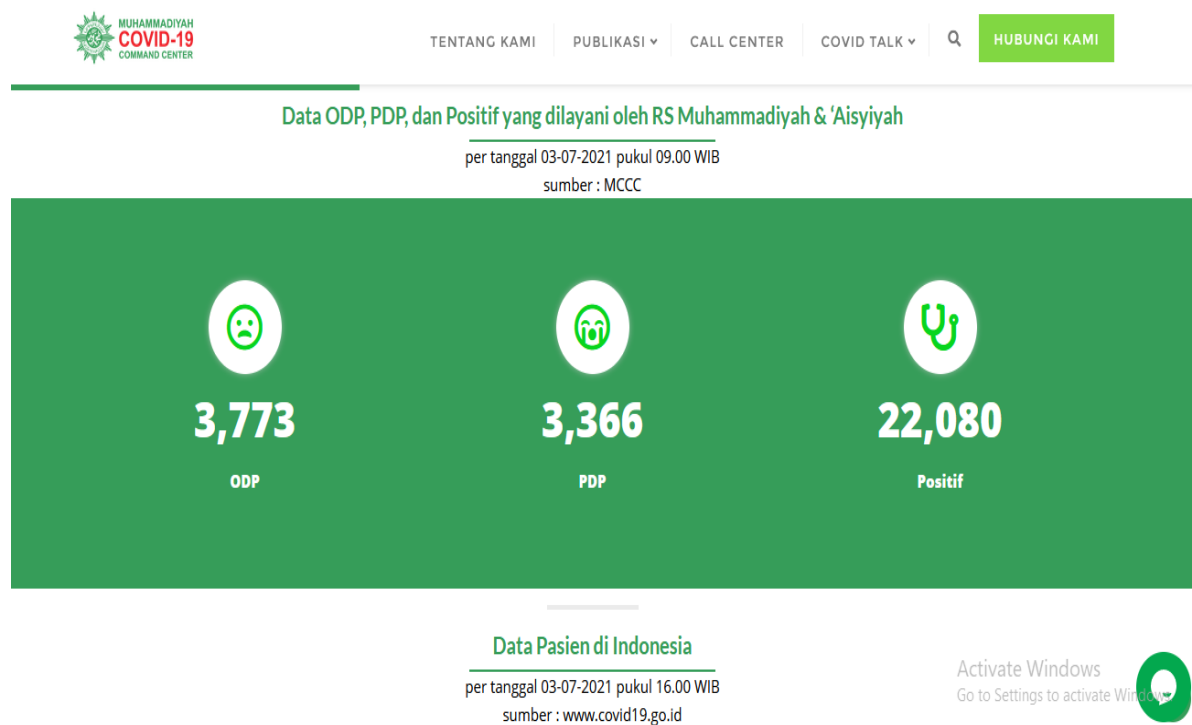 MUHAMMADIYAH
COVID-19
COMMAND CENTER
TENTANG KAMI PUBLIKASI CALL CENTER COVID TALK HUBUNGI KAMI
Data ODP, PDP, dan Positif yang dilayani oleh RS Muhammadiyah & ‘Aisyiyah
per tanggal 03-07-2021 pukul 09.00 WIB
sumber : MCCC
3,773 3,366 22,080
ODP PDP Positif
Data Pasien di Indonesia
per tanggal 03-07-2021 pukul 16.00 WIB
sumber : www.covid19.go.id
Activate Windows
Go to Settings to activate Windows.